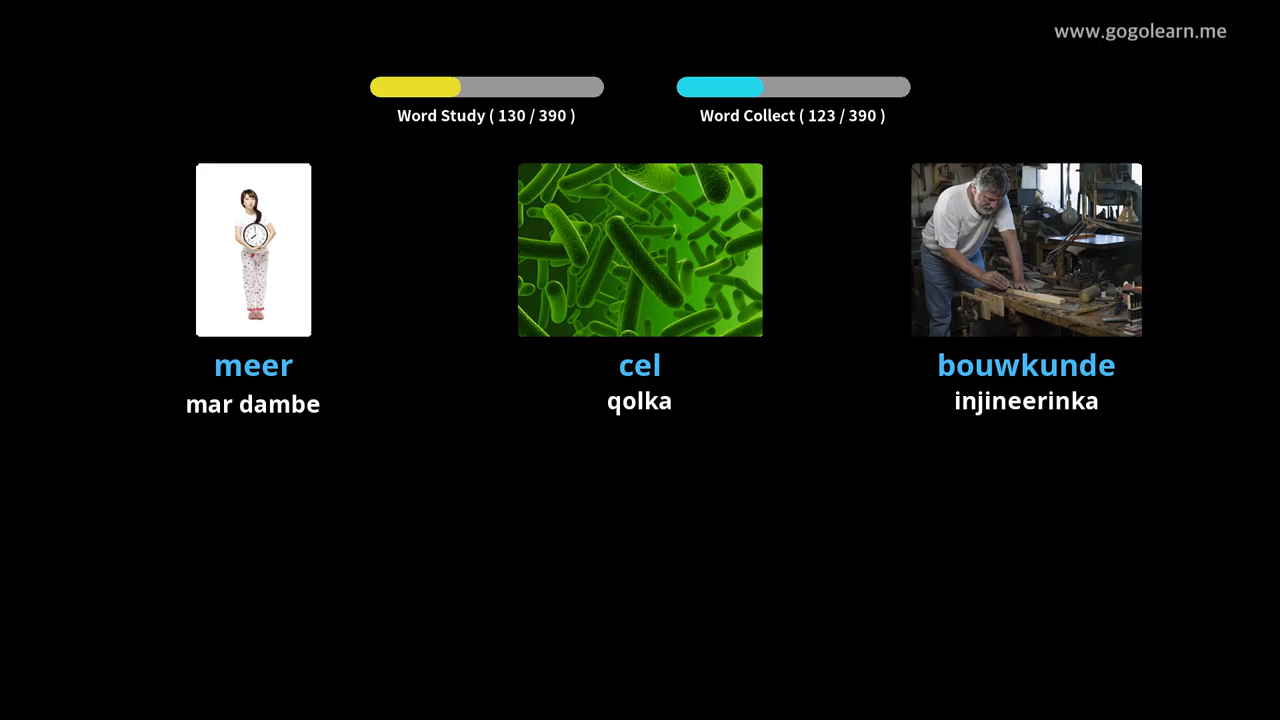 www.gogolearn.me
Word Study ( 130 / 390 )
Word Collect ( 123 / 390 )
meer
mar dambe
cel
qolka
bouwkunde
injineerinka